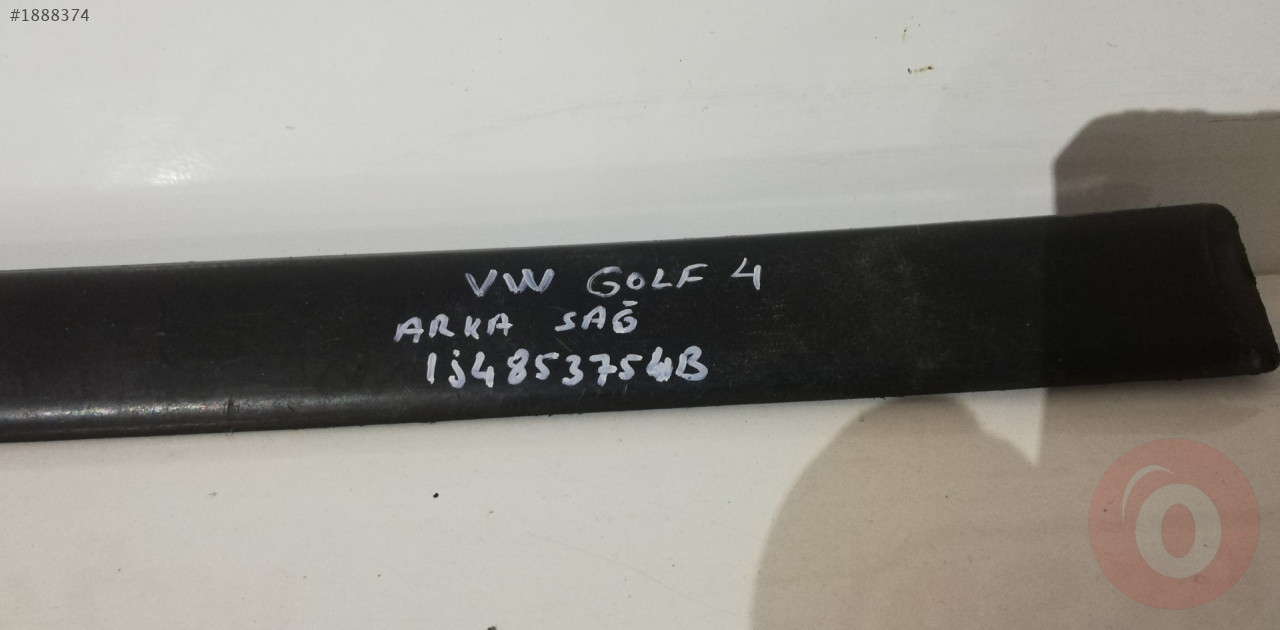 #1888374
VW GOLF 4
ARKA SAĞ
1j4853754B
O